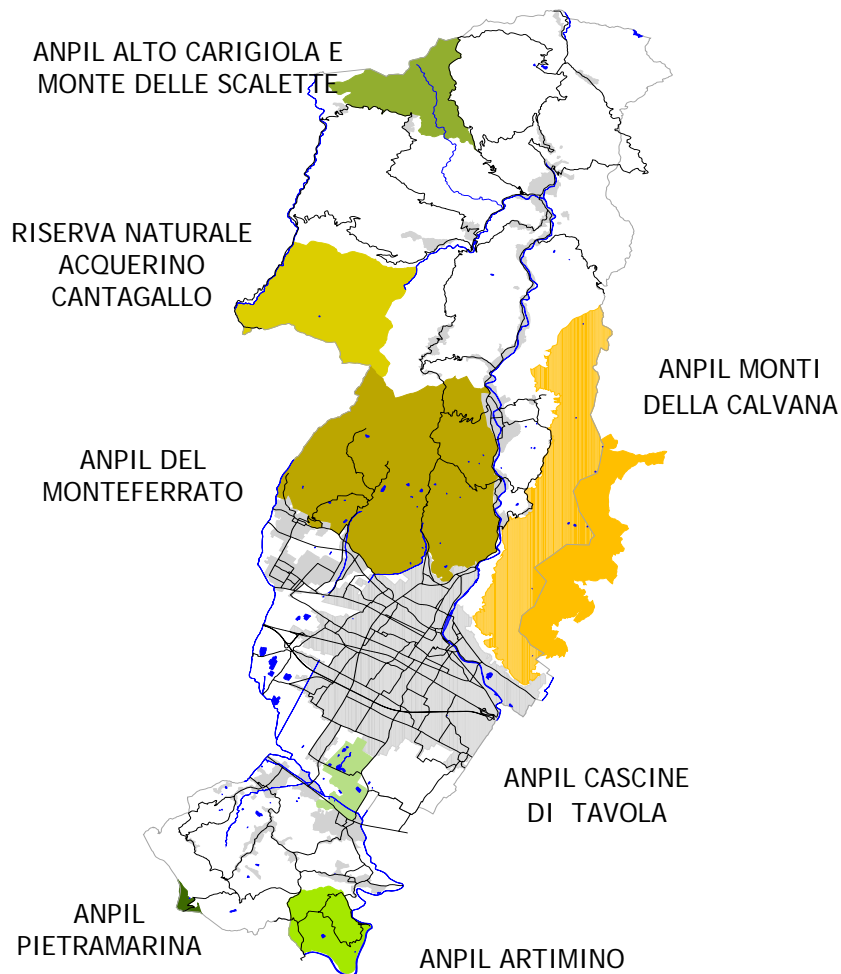 ANPIL ALTO CARIGIOLA E
MONTE DELLE SCALETTE
RISERVA NATURALE
ACQUERINO
CANTAGALLO
ANPIL MONTI
DELLA CALVANA
ANPIL DEL
MONTEFERRATO
ANPIL CASCINE
DI TAVOLA
ANPIL
PIETRAMARINA
ANPIL ARTIMINO